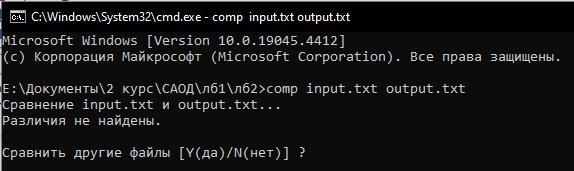 C:\Windows\System32\cmd.exe - comp input.txt output.txt
Microsoft Windows [Version 10.0.19045.4412]
(c) Корпорация Майкрософт (Microsoft Corporation). Все права защищены.
E:\Документы\2 курс\САОД\лб1\лб2>comp input.txt output.txt
Сравнение input.txt и output.txt...
Различия не найдены.
Сравнить другие файлы [Y(да)/N(нет)] ?